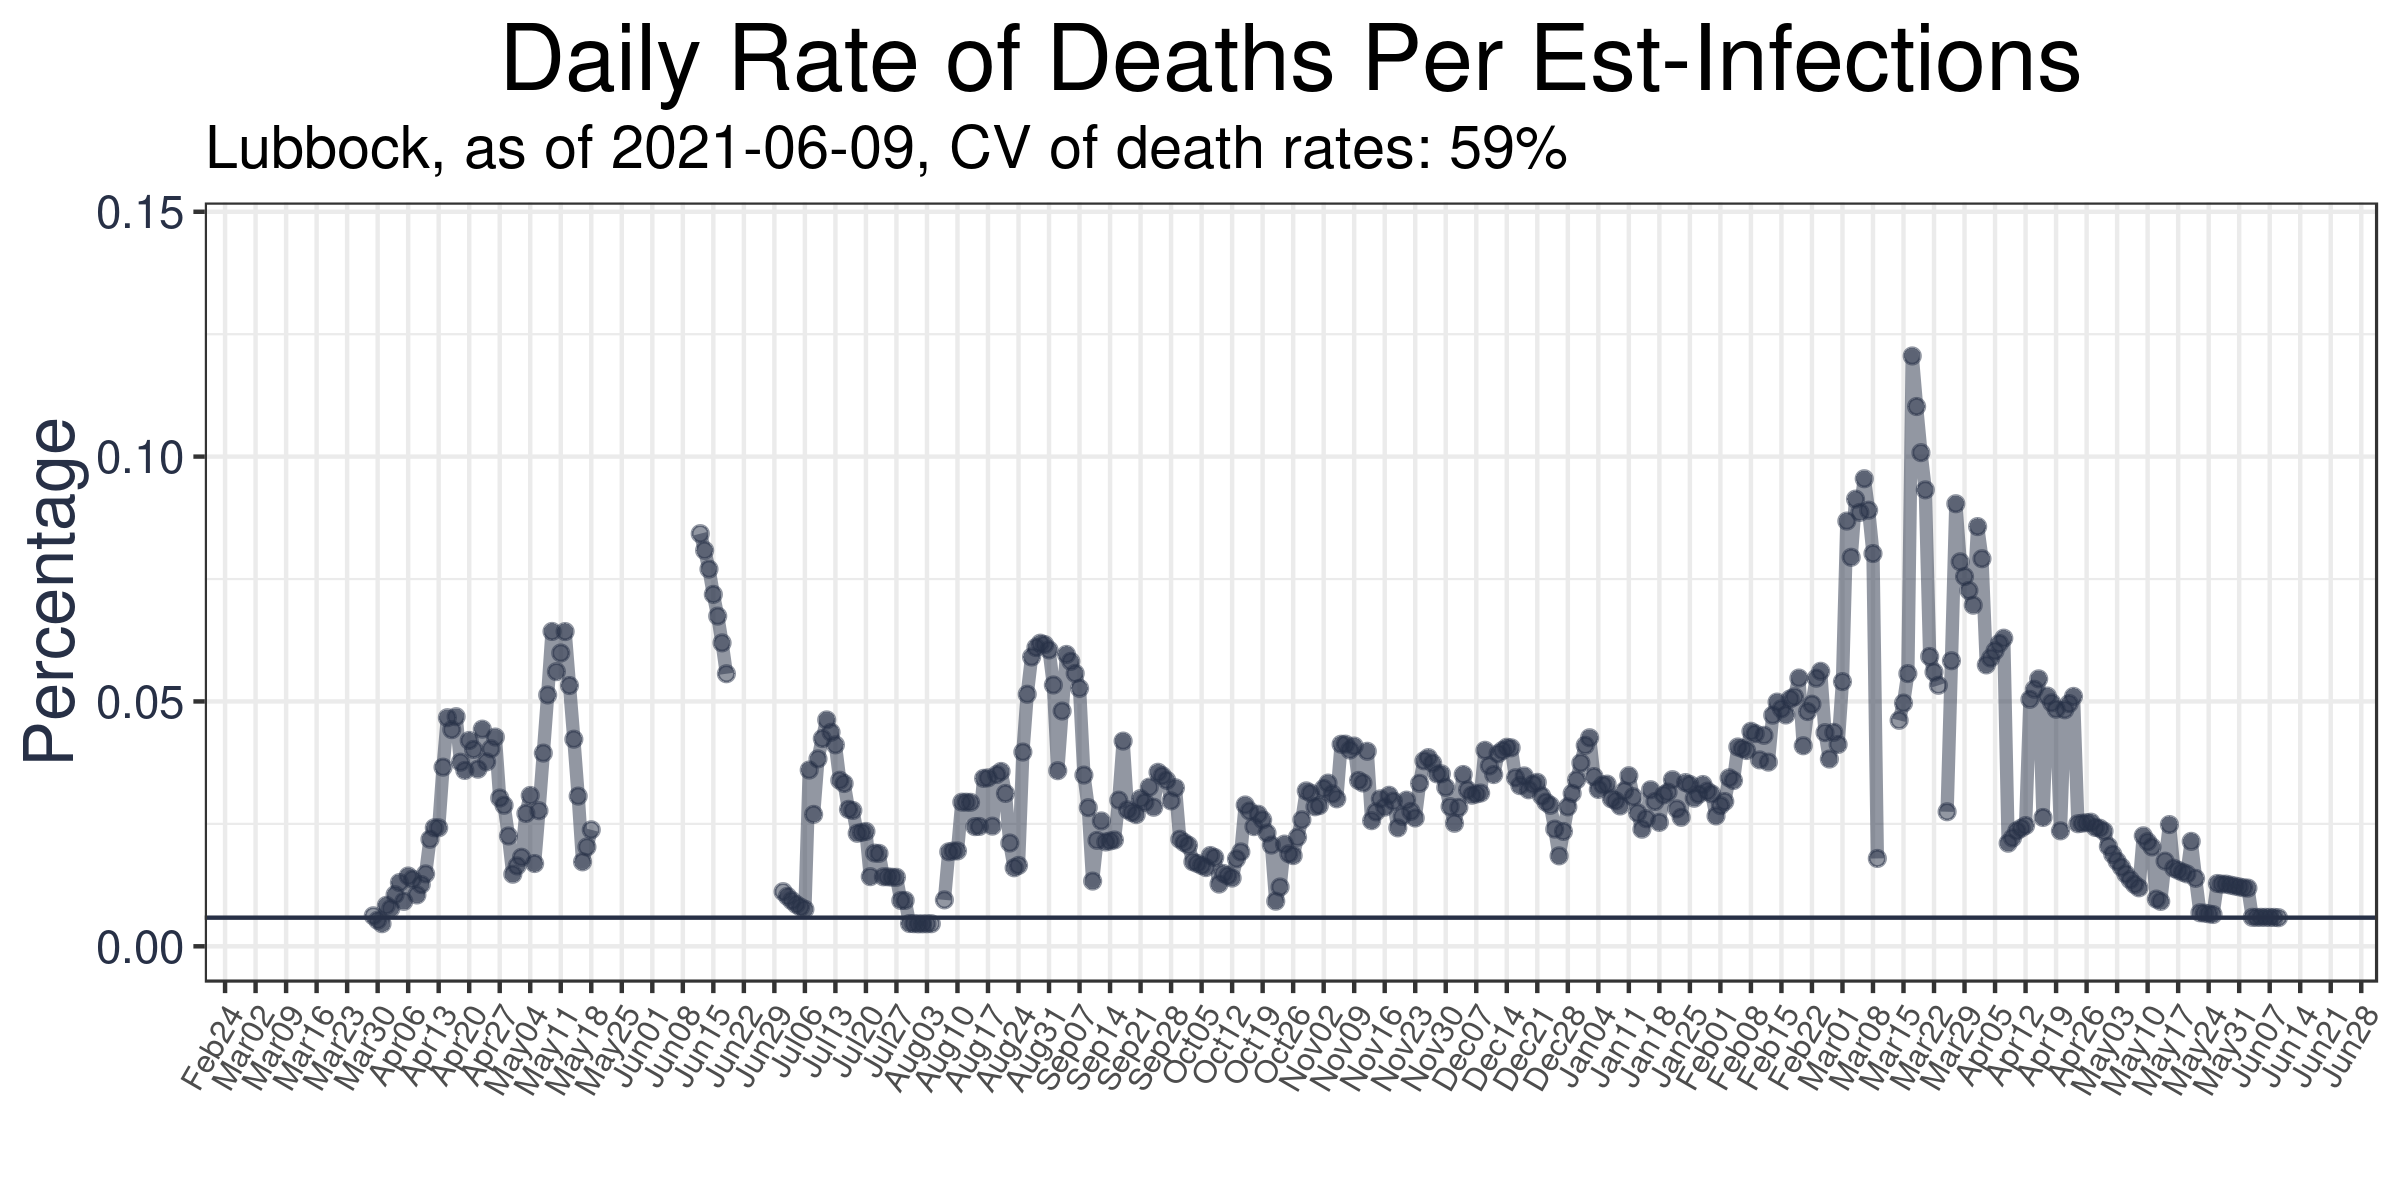 Daily Rate of Deaths Per Est-Infections
Lubbock, as of 2021-06-09, CV of death rates: 59%
Percentage
0.15
0.10
0.05
0.00
Feb24
Mar02
Mar09
Mar16
Mar23
Mar30
Apr06
Apr13
Apr20
Apr27
May04
May11
May18
May25
Jun01
Jun08
Jun15
Jun22
Jun29
Jul06
Jul13
Jul20
Jul27
Aug03
Aug10
Aug17
Aug24
Aug31
Sep07
Sep14
Sep21
Sep28
Oct05
Oct12
Oct19
Oct26
Nov02
Nov09
Nov16
Nov23
Nov30
Dec07
Dec14
Dec21
Dec28
Jan04
Jan11
Jan18
Jan25
Feb01
Feb08
Feb15
Feb22
Mar01
Mar08
Mar15
Mar22
Mar29
Apr05
Apr12
Apr19
Apr26
May03
May10
May17
May24
May31
Jun07
Jun14
Jun21
Jun28